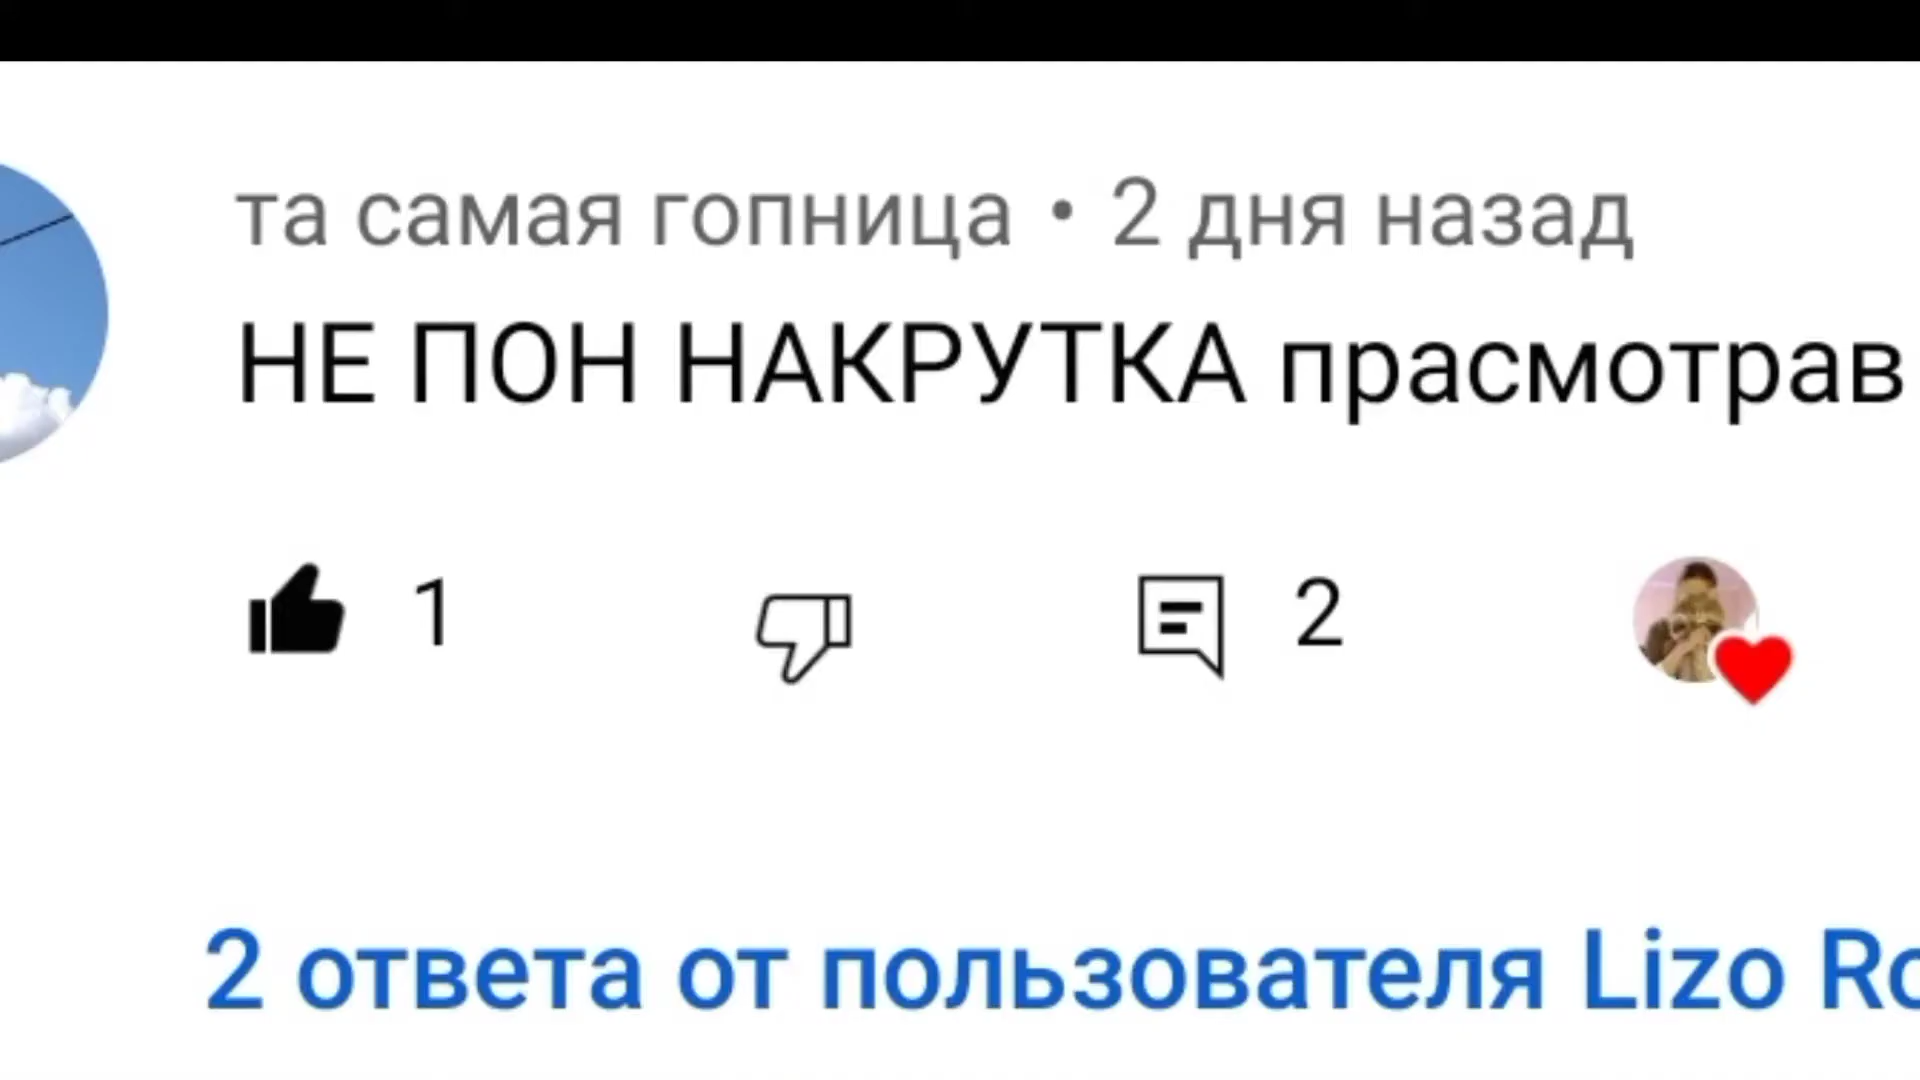 та самая гопница • 2 дня назад
НЕ ПОН НАКРУТКА прасмотрав
1
2
2 ответа от пользователя Lizo Ro